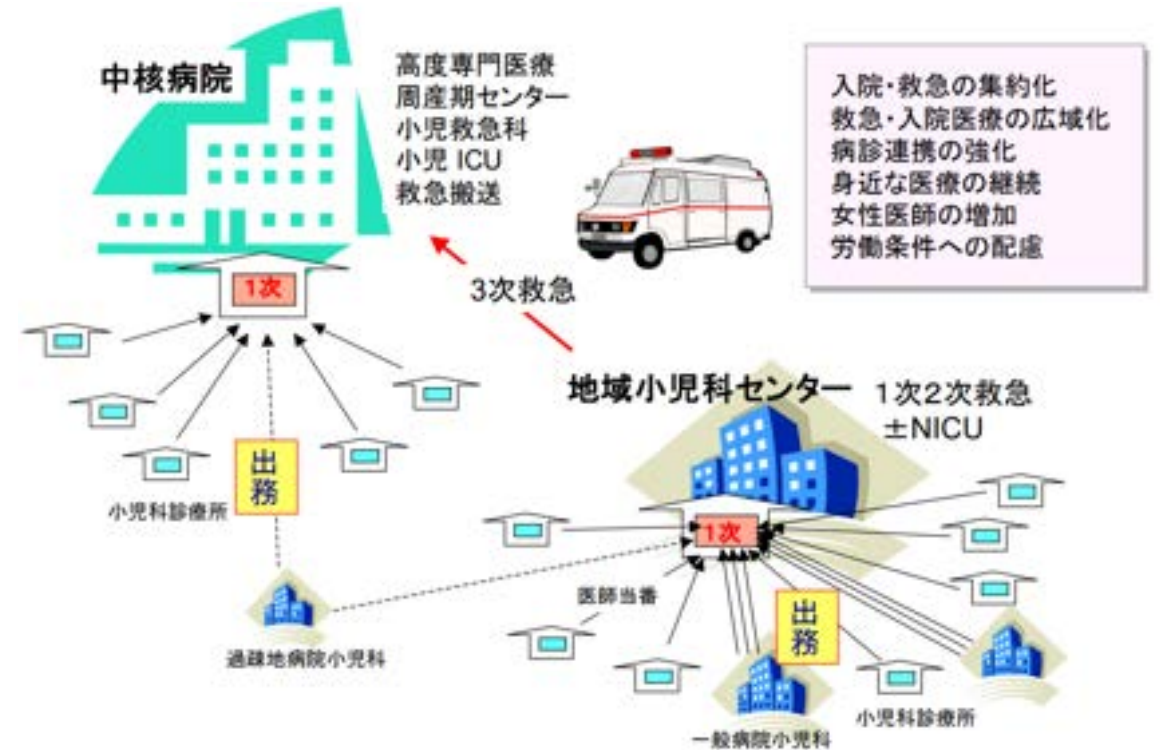 中核病院
高度専門医療
周産期センター
小児救急科
小児 ICU
救急搬送
入院・救急の集約化
救急・入院医療の広域化
病診連携の強化
身近な医療の継続
女性医師の増加
労働条件への配慮
1次
3次救急
地域小児科センター
1次2次救急
±NICU
出務
小児科診療所
1次
医師当番
出務
過疎地病院小児科
小児科診療所
一般病院小児科